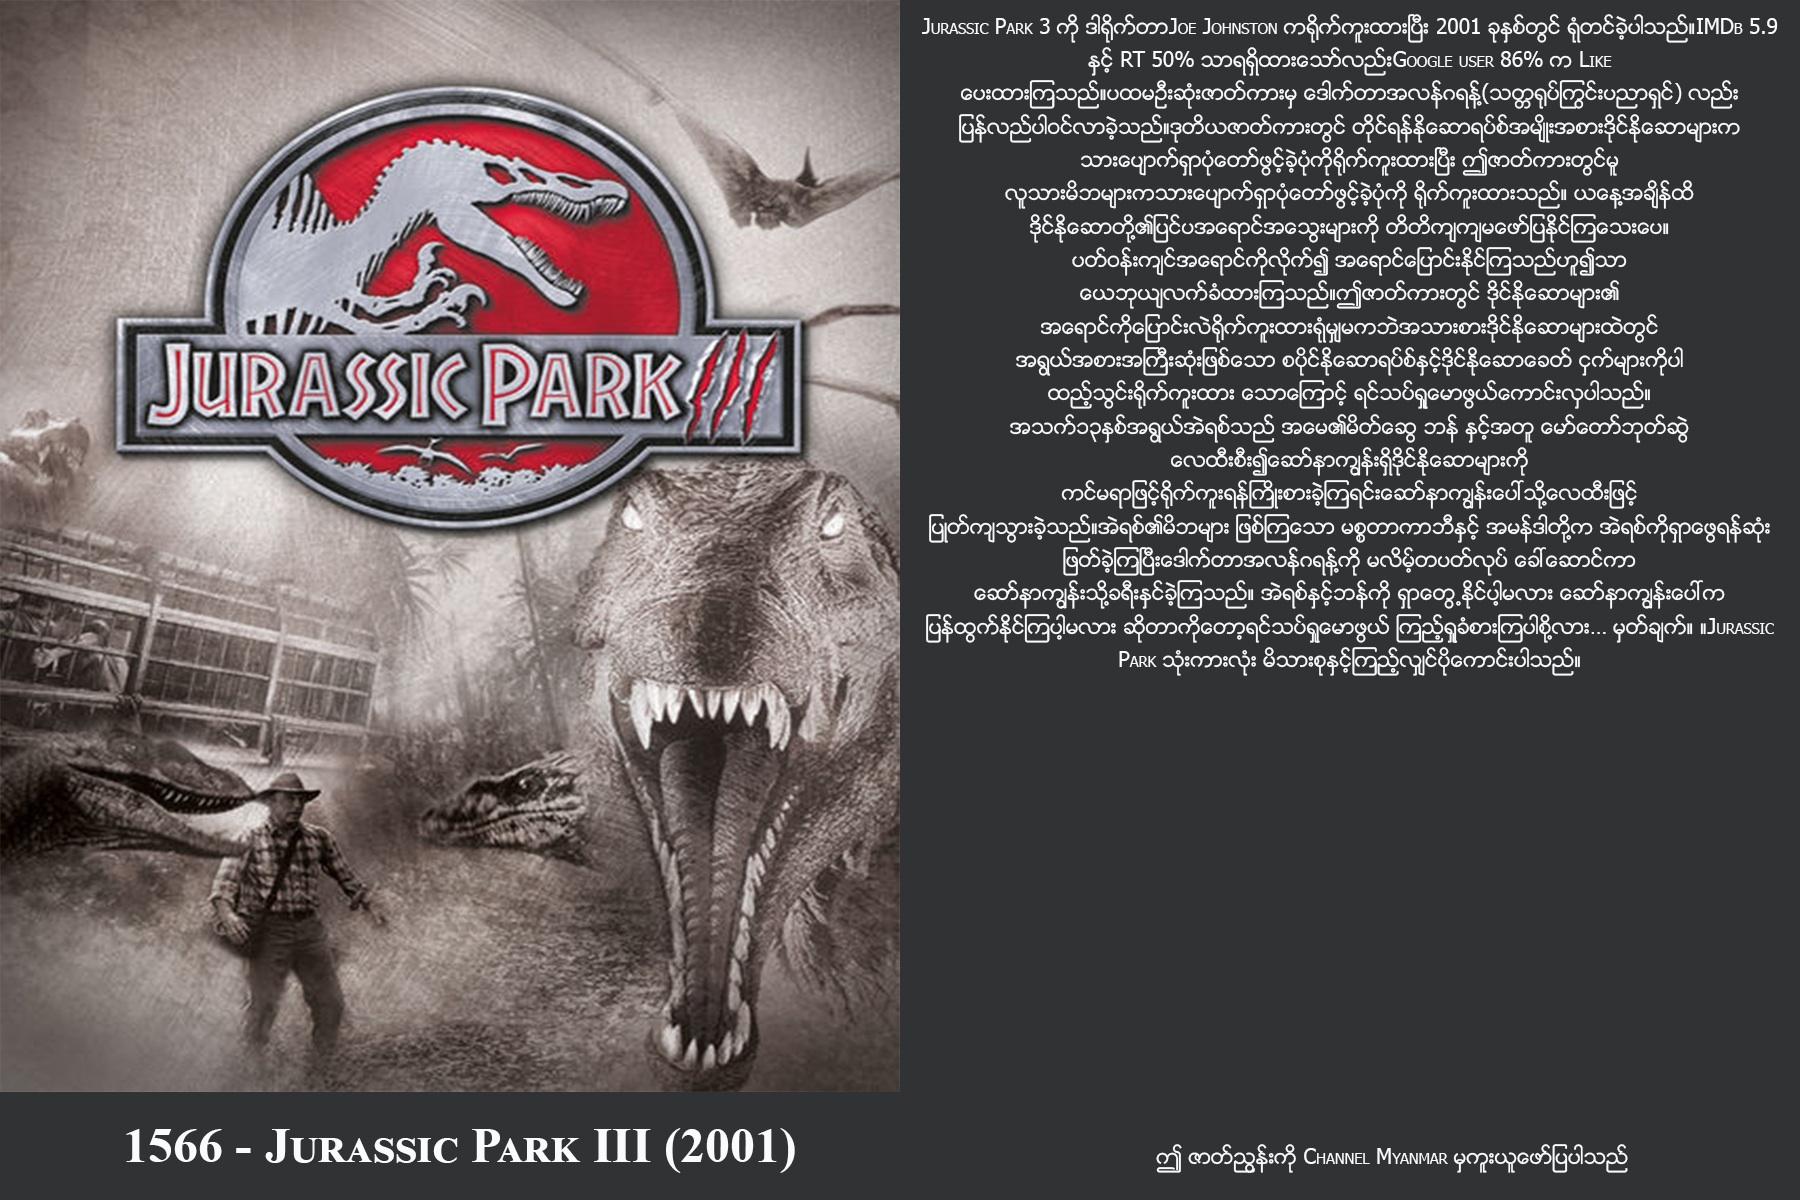 JURASSIC PARK III
1566 - Jurassic Park III (2001)
Jurassic Park 3 ကို ဒါရိုက်တာJoe Johnston ကရိုက်ကူးထားပြီး 2001 ခုနှစ်တွင် ရုံတင်ခဲ့ပါသည်။IMDb 5.9
နှင့် RT 50% သာရရှိထားသော်လည်းGoogle user 86% က Like
ပေးထားကြသည်။ပထမဦးဆုံးဇာတ်ကားမှ ဒေါက်တာအလန်ဂရန့်(သတ္တရုပ်ကြွင်းပညာရှင်) လည်း
ပြန်လည်ပါဝင်လာခဲ့သည်။ဒုတိယဇာတ်ကားတွင် တိုင်ရန်နိုဆောရပ်စ်အမျိုးအစားဒိုင်နိုဆောများက
သားပျောက်ရှာပုံတော်ဖွင့်ခဲ့ပုံကိုရိုက်ကူးထားပြီး ဤဇာတ်ကားတွင်မူ
လူသားမိဘများကသားပျောက်ရှာပုံတော်ဖွင့်ခဲ့ပုံကို ရိုက်ကူးထားသည်။ ယနေ့အချိန်ထိ
ဒိုင်နိုဆောတို့၏ပြင်ပအရောင်အသွေးများကို တိတိကျကျမဖော်ပြနိုင်ကြသေးပေ။
ပတ်ဝန်းကျင်အရောင်ကိုလိုက်၍ အရောင်ပြောင်းနိုင်ကြသည်ဟူ၍သာ
ယေဘုယျလက်ခံထားကြသည်။ဤဇာတ်ကားတွင် ဒိုင်နိုဆောများ၏
အရောင်ကိုပြောင်းလဲရိုက်ကူးထားရုံမျှမကဘဲအသားစားဒိုင်နိုဆောများထဲတွင်
အရွယ်အစားအကြီးဆုံးဖြစ်သော စပိုင်နိုဆောရပ်စ်နှင့်ဒိုင်နိုဆောခေတ် ငှက်များကိုပါ
ထည့်သွင်းရိုက်ကူးထား သောကြောင့် ရင်သပ်ရှုမောဖွယ်ကောင်းလှပါသည်။
အသက်၁၃နှစ်အရွယ်အဲရစ်သည် အမေ၏မိတ်ဆွေ ဘန် နှင့်အတူ မော်တော်ဘုတ်ဆွဲ
လေထီးစီး၍ဆော်နာကျွန်းရှိဒိုင်နိုဆောများကို
ကင်မရာဖြင့်ရိုက်ကူးရန်ကြိုးစားခဲ့ကြရင်းဆော်နာကျွန်းပေါ်သို့လေထီးဖြင့်
ပြုတ်ကျသွားခဲ့သည်။အဲရစ်၏မိဘများ ဖြစ်ကြသော မစ္စတာကာဘီနှင့် အမန်ဒါတို့က အဲရစ်ကိုရှာဖွေရန်ဆုံး
ဖြတ်ခဲ့ကြပြီးဒေါက်တာအလန်ဂရန့်ကို မလိမ့်တပတ်လုပ် ခေါ်ဆောင်ကာ
ဆော်နာကျွန်းသို့ခရီးနှင်ခဲ့ကြသည်။ အဲရစ်နှင့်ဘန်ကို ရှာတွေ့နိုင်ပါ့မလား ဆော်နာကျွန်းပေါ်က
ပြန်ထွက်နိုင်ကြပါ့မလား ဆိုတာကိုတော့ရင်သပ်ရှုမောဖွယ် ကြည့်ရှုခံစားကြပါစို့လား... မှတ်ချက်။ ။Jurassic
Park သုံးကားလုံး မိသားစုနှင့်ကြည့်လျှင်ပိုကောင်းပါသည်။
ဤ ဇာတ်ညွှန်းကို Channel Myanmar မှကူးယူဖော်ပြပါသည်